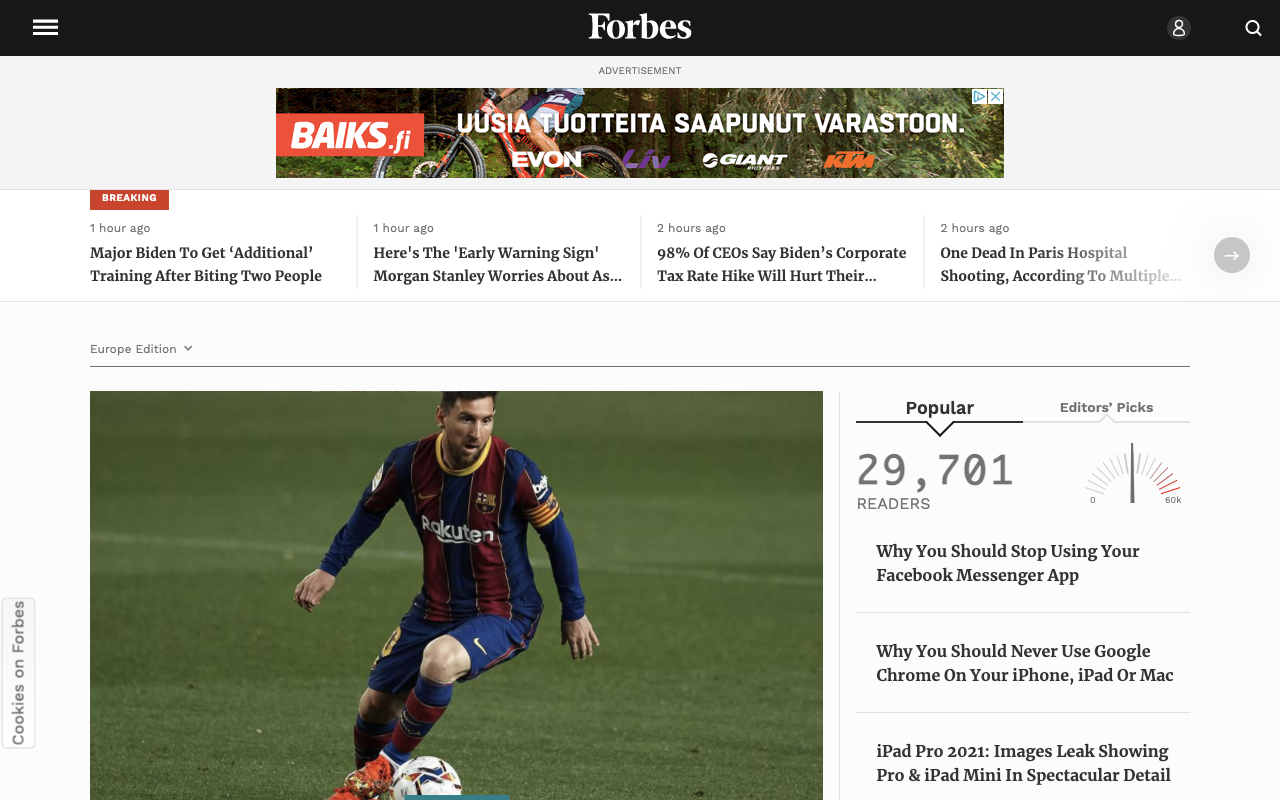 Forbes
ADVERTISEMENT
BAIKS.fi
UUSIA TUOTTEITA SAAPUNUT VARASTOON.
EVON Liv GIANT KTM
BICYCLES
BREAKING
1 hour ago
Major Biden To Get ‘Additional’
Training After Biting Two People
1 hour ago
Here's The 'Early Warning Sign'
Morgan Stanley Worries About As...
2 hours ago
98% Of CEOs Say Biden’s Corporate
Tax Rate Hike Will Hurt Their...
2 hours ago
One Dead In Paris Hospital
Shooting, According To Multiple...
Europe Edition
Rakuten
beko
Popular
Editors’ Picks
29,701
READERS
0
60k
Why You Should Stop Using Your
Facebook Messenger App
Why You Should Never Use Google
Chrome On Your iPhone, iPad Or Mac
iPad Pro 2021: Images Leak Showing
Pro & iPad Mini In Spectacular Detail
Cookies on Forbes